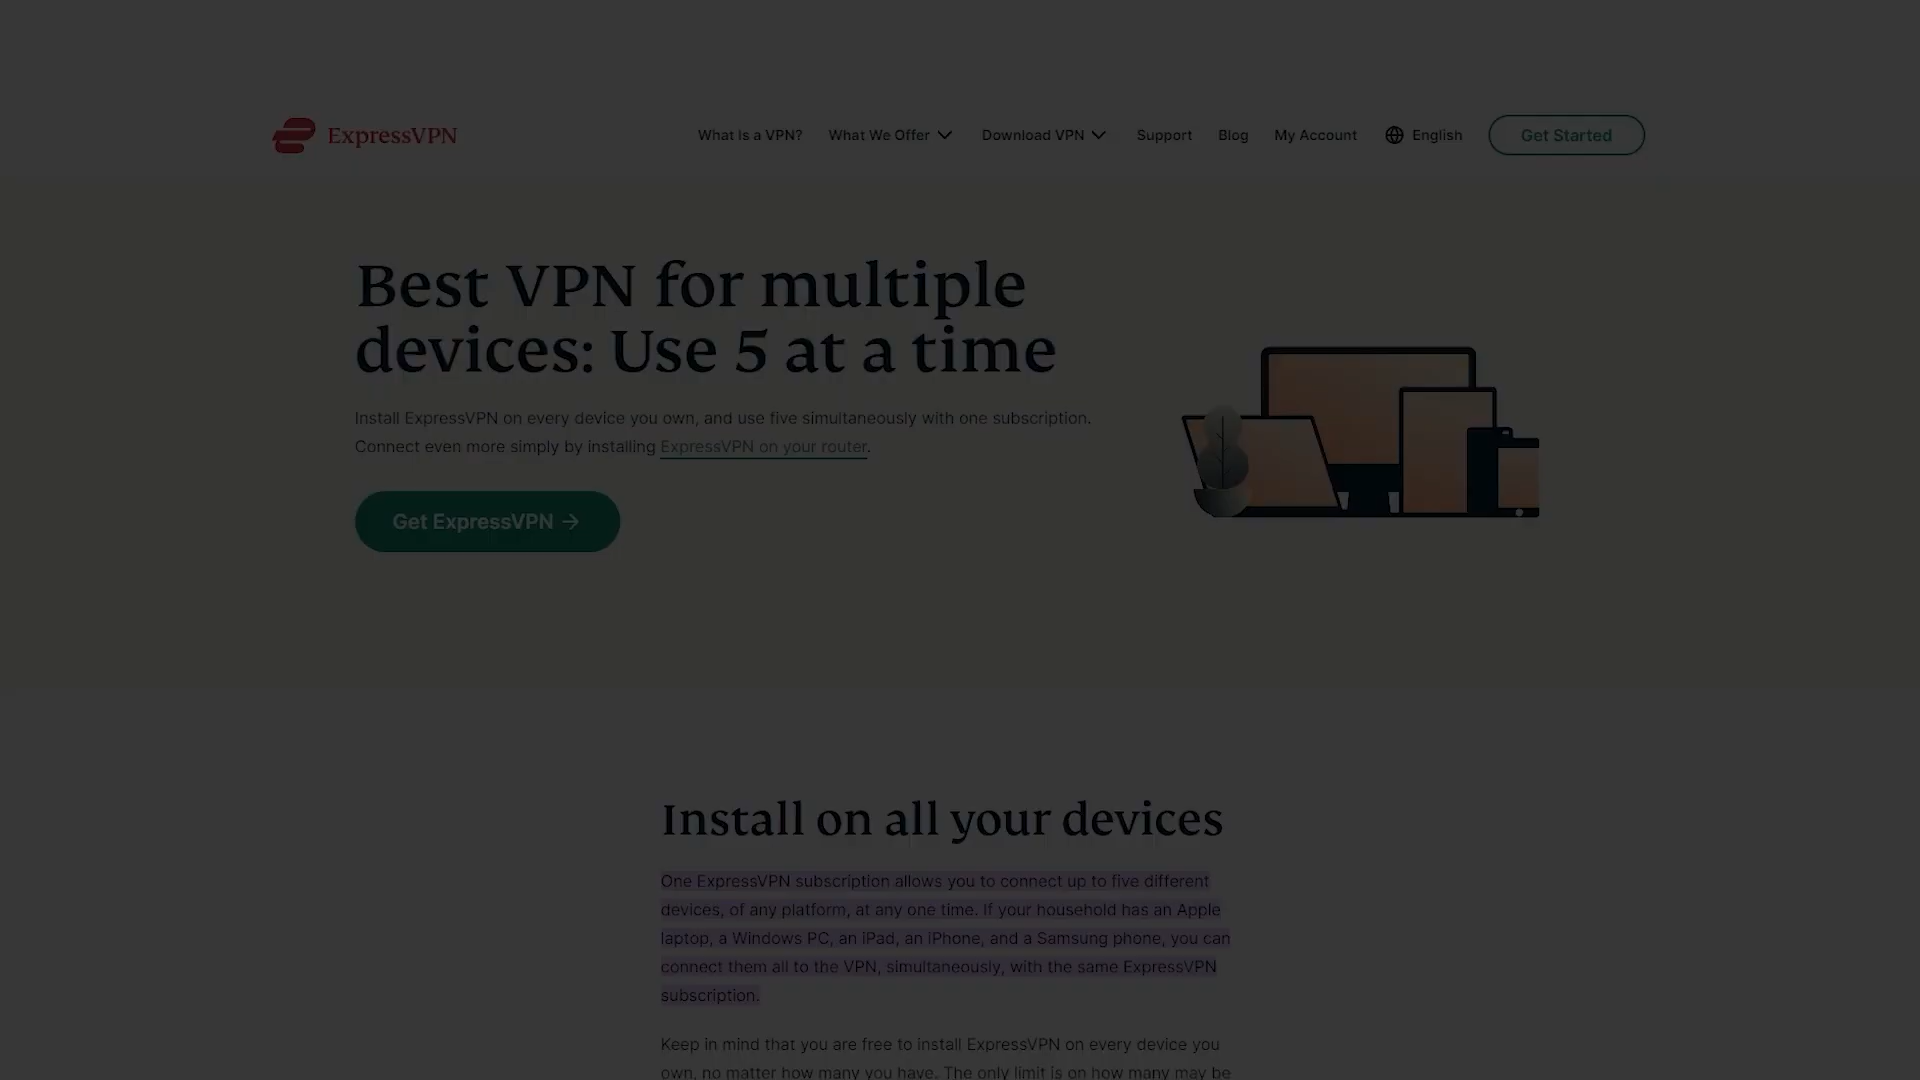 ExpressVPN
What Is a VPN?
What We Offer
Download VPN
Support
Blog
My Account
English
Get Started
Best VPN for multiple
devices: Use 5 at a time
Install ExpressVPN on every device you own, and use five simultaneously with one subscription.
Connect even more simply by installing ExpressVPN on your router.
Get ExpressVPN →
Install on all your devices
One ExpressVPN subscription allows you to connect up to five different
devices, of any platform, at any one time. If your household has an Apple
laptop, a Windows PC, an iPad, an iPhone, and a Samsung phone, you can
connect them all to the VPN, simultaneously, with the same ExpressVPN
subscription.
Keep in mind that you are free to install ExpressVPN on every device you
own, no matter how many you have. The only limit is on how many may be